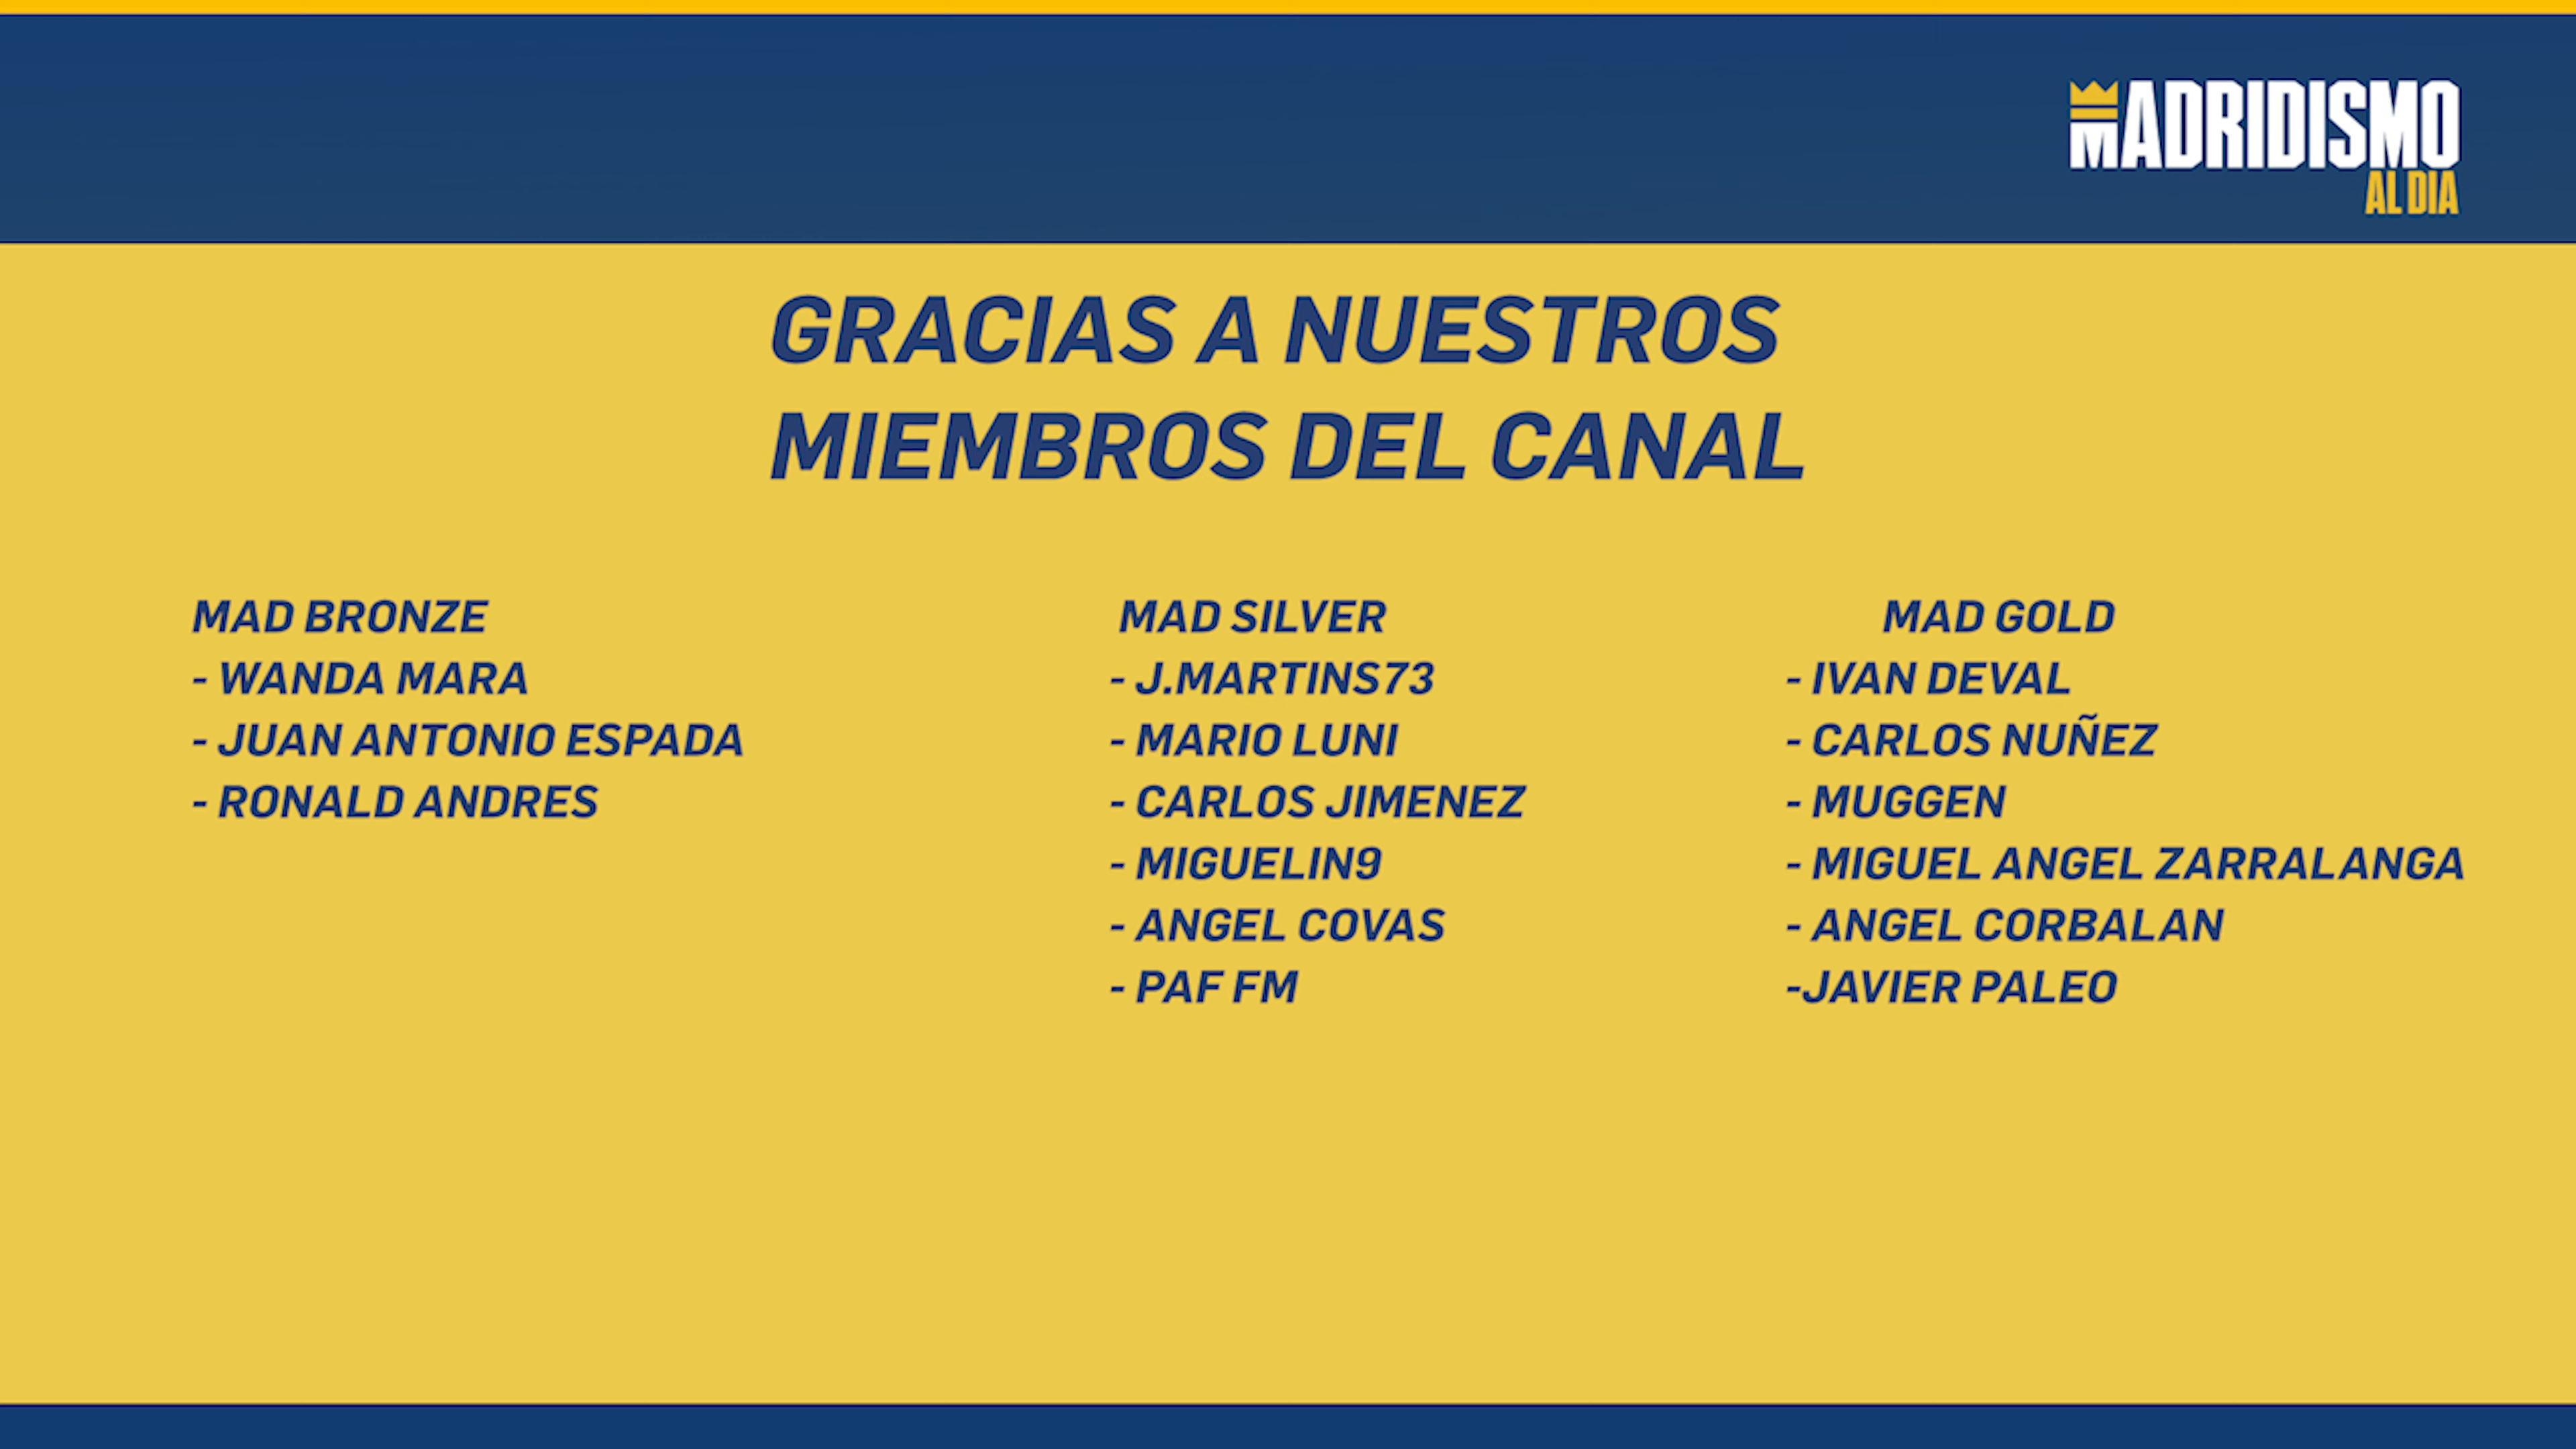 MADRIDISMO
AL DIA
GRACIAS A NUESTROS
MIEMBROS DEL CANAL
MAD BRONZE
- WANDA MARA
- JUAN ANTONIO ESPADA
- RONALD ANDRES
MAD SILVER
- J.MARTINS73
- MARIO LUNI
- CARLOS JIMENEZ
- MIGUELIN9
- ANGEL COVAS
- PAF FM
MAD GOLD
- IVAN DEVAL
- CARLOS NUÑEZ
- MUGGEN
- MIGUEL ANGEL ZARRALANGA
- ANGEL CORBALAN
-JAVIER PALEO